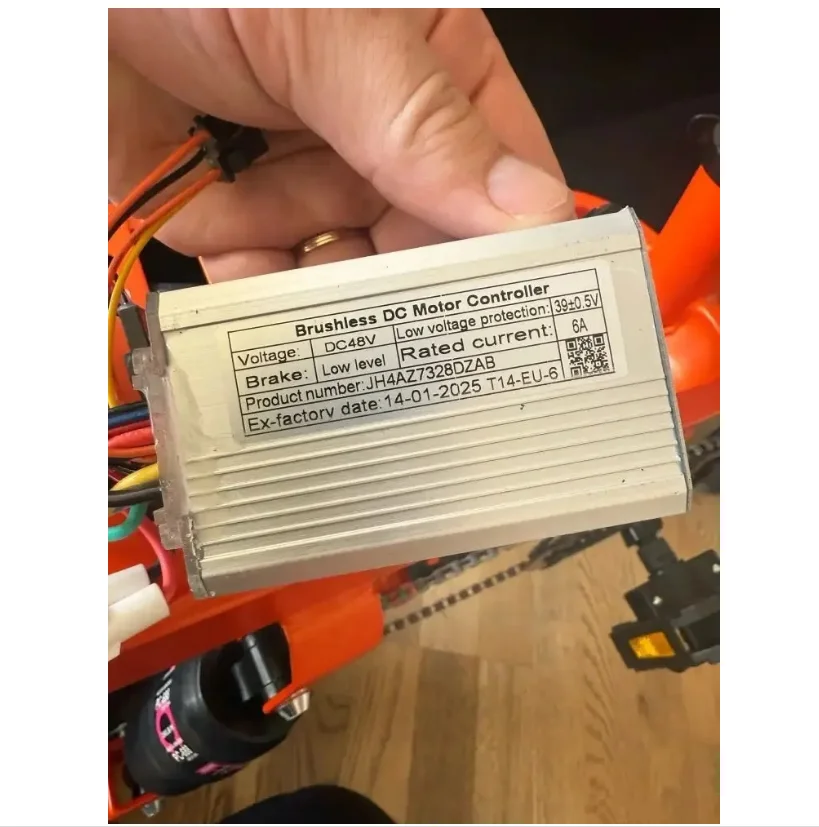 Brushless DC Motor Controller
Voltage: DC48V Low voltage protection: 39±0.5V
Brake: Low level Rated current: 6A
Product number: JH4AZ7328DZAB
Ex-factory date: 14-01-2025 T14-EU-6